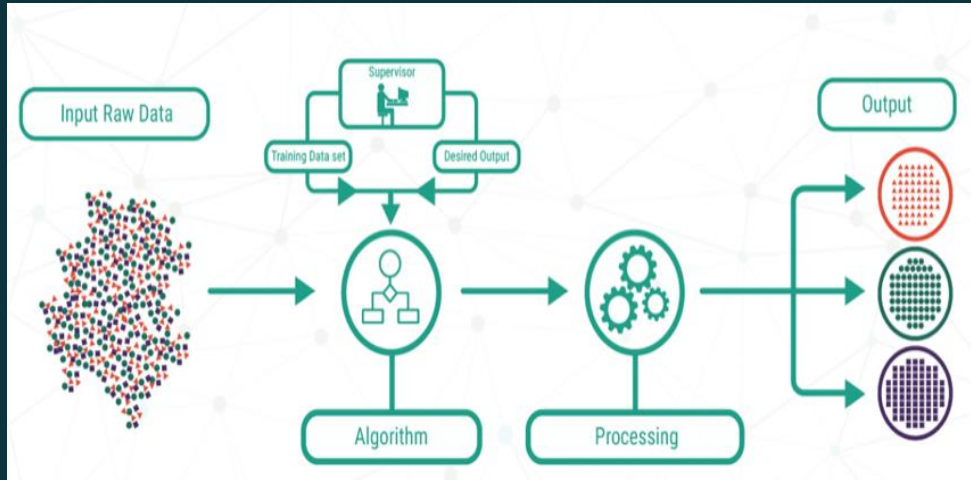 Supervisor
Input Raw Data
Output
Training Data set
Desired Output
Algorithm
Processing